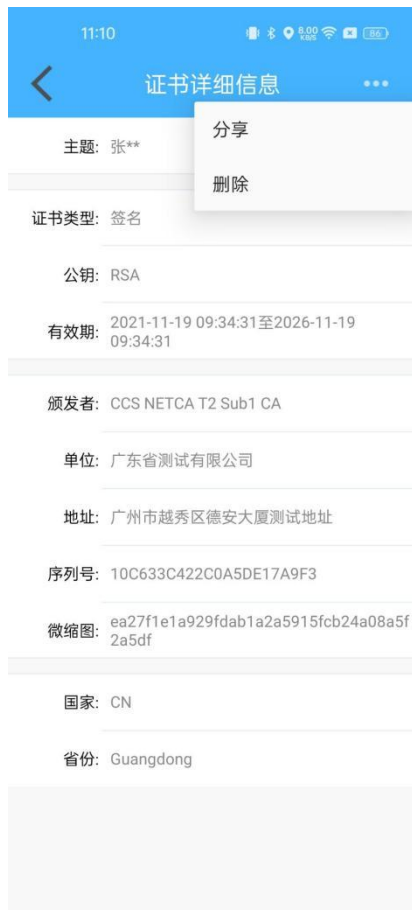 11:10 8.00 KB/S 86
证书详细信息
分享
删除
主题: 张**
证书类型: 签名
公钥: RSA
有效期: 2021-11-19 09:34:31至2026-11-19
09:34:31
颁发者: CCS NETCA T2 Sub1 CA
单位: 广东省测试有限公司
地址: 广州市越秀区德安大厦测试地址
序列号: 10C633C422C0A5DE17A9F3
微缩图: ea27f1e1a929fdab1a2a5915fcb24a08a5f
2a5df
国家: CN
省份: Guangdong